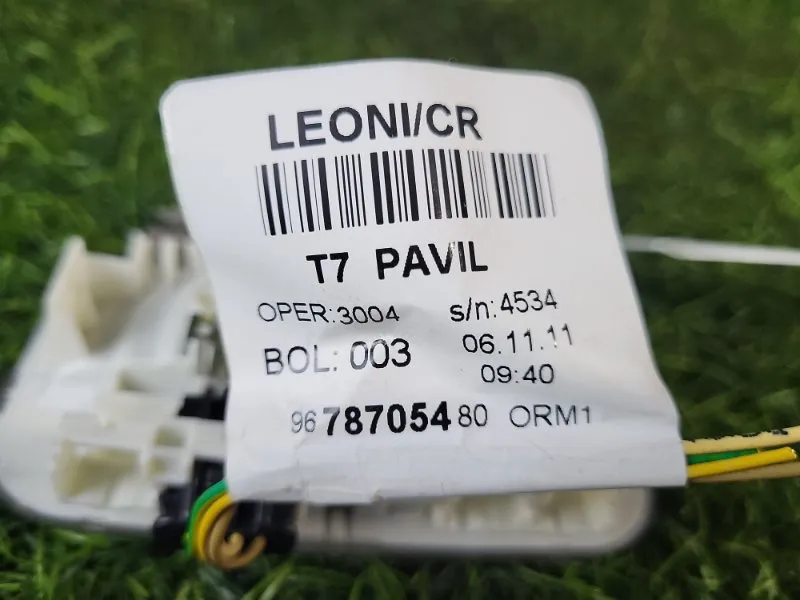 LEONI/CR
T7 PAVIL
OPER:3004 s/n:4534
BOL: 003 06.11.11
09:40
96 787054 80 ORM1